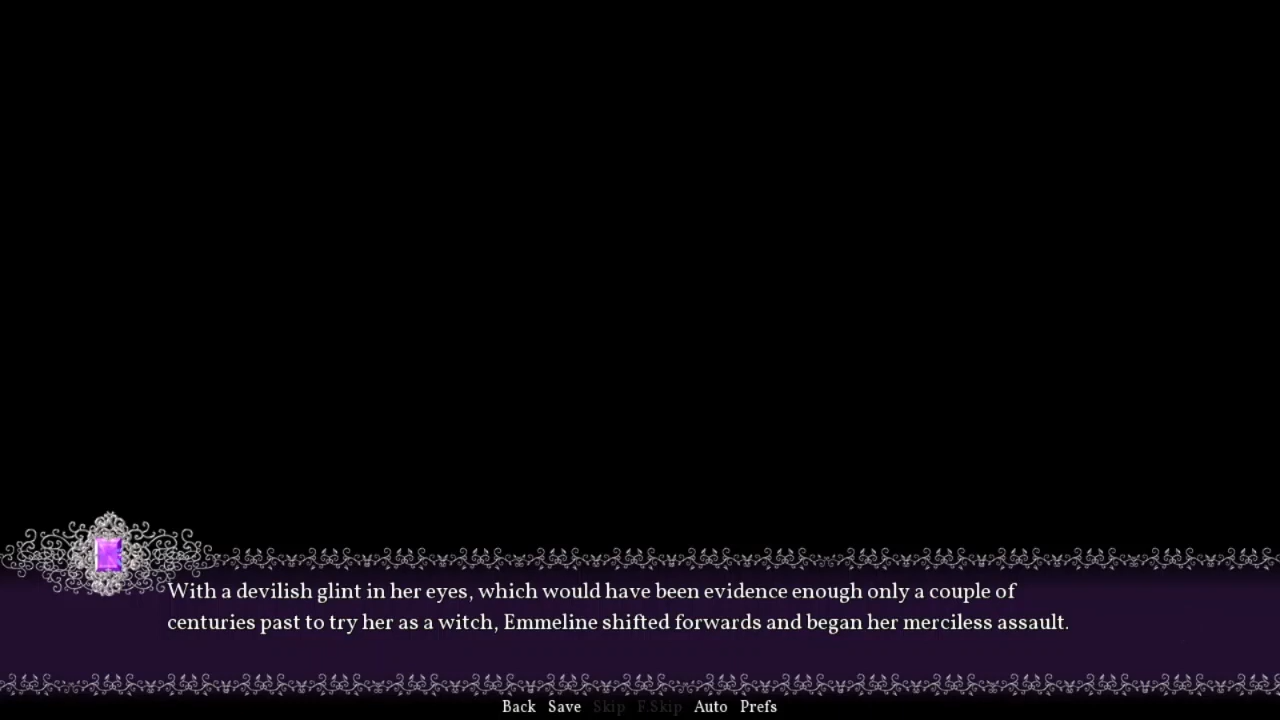 With a devilish glint in her eyes, which would have been evidence enough only a couple of
centuries past to try her as a witch, Emmeline shifted forwards and began her merciless assault.
Back Save Skip F.Skip Auto Prefs